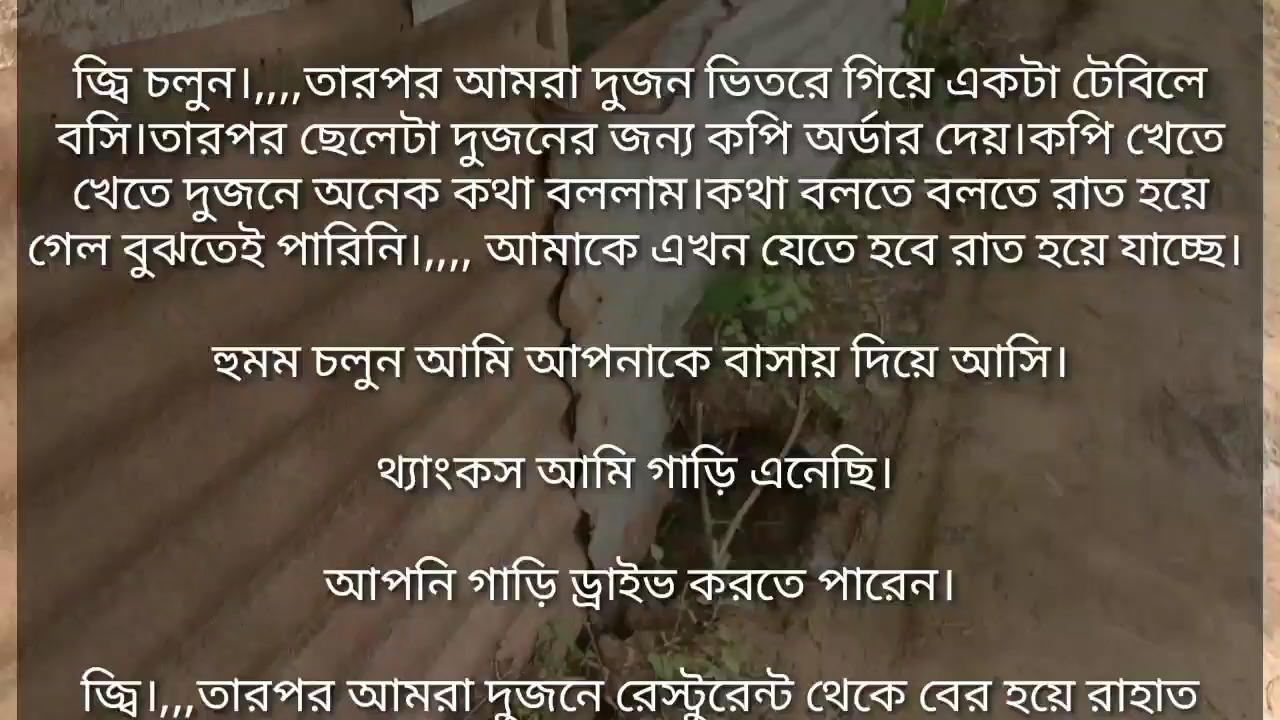 জ্বি চলুন।,,,,তারপর আমরা দুজন ভিতরে গিয়ে একটা টেবিলে
বসি।তারপর ছেলেটা দুজনের জন্য কপি অর্ডার দেয়।কপি খেতে
খেতে দুজনে অনেক কথা বললাম।কথা বলতে বলতে রাত হয়ে
গেল বুঝতেই পারিনি।,,,, আমাকে এখন যেতে হবে রাত হয়ে যাচ্ছে।
হুমম চলুন আমি আপনাকে বাসায় দিয়ে আসি।
থ্যাংকস আমি গাড়ি এনেছি।
আপনি গাড়ি ড্রাইভ করতে পারেন।
জ্বি।,,,তারপর আমরা দুজনে রেস্টুরেন্ট থেকে বের হয়ে রাহাত